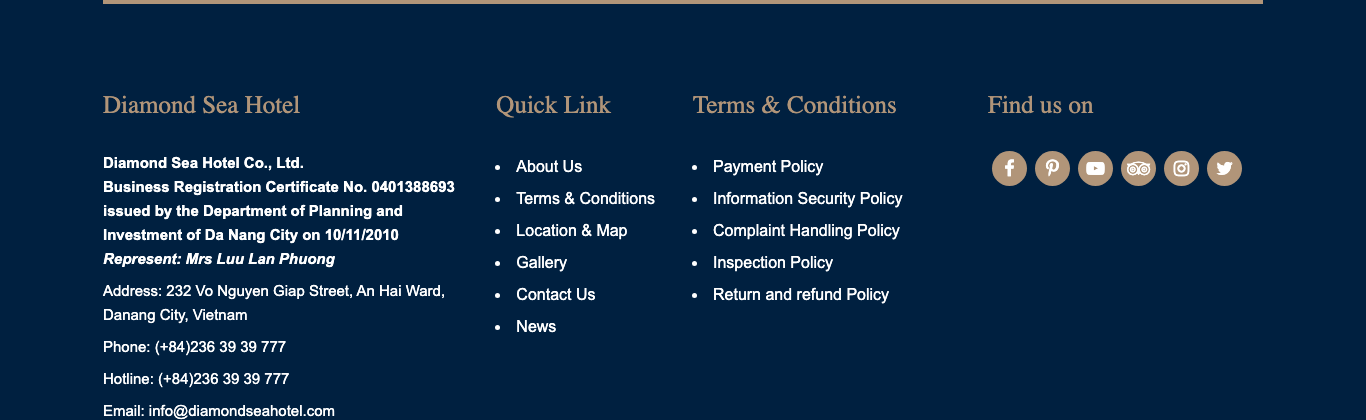 Diamond Sea Hotel
Diamond Sea Hotel Co., Ltd.
Business Registration Certificate No. 0401388693
issued by the Department of Planning and
Investment of Da Nang City on 10/11/2010
Represent: Mrs Luu Lan Phuong
Address: 232 Vo Nguyen Giap Street, An Hai Ward,
Danang City, Vietnam
Phone: (+84)236 39 39 777
Hotline: (+84)236 39 39 777
Email: info@diamondseahotel.com
Quick Link
About Us
Terms & Conditions
Location & Map
Gallery
Contact Us
News
Terms & Conditions
Payment Policy
Information Security Policy
Complaint Handling Policy
Inspection Policy
Return and refund Policy
Find us on